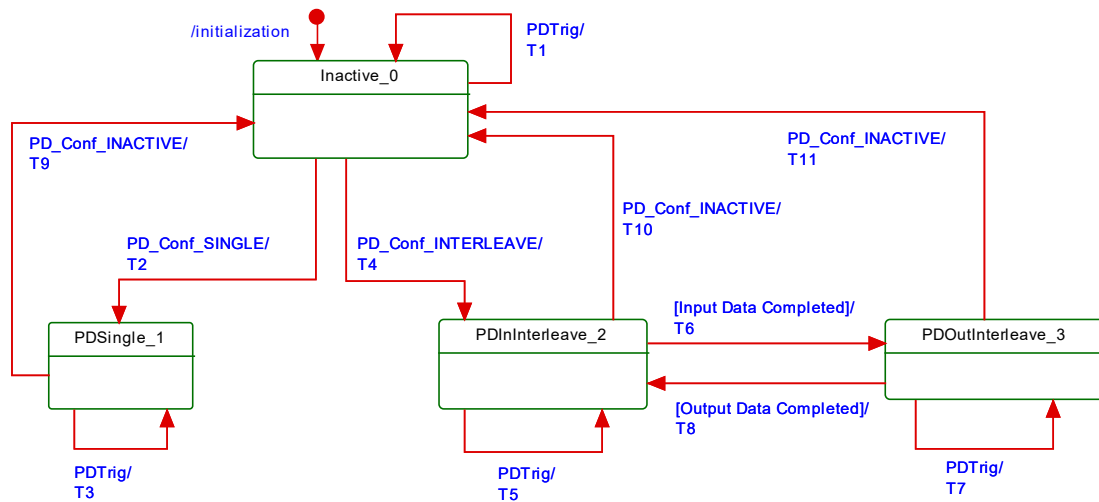 /initialization
PDTrig/
T1
Inactive_0
PD_Conf_INACTIVE/
T9
PD_Conf_INACTIVE/
T11
PD_Conf_INACTIVE/
T10
PD_Conf_SINGLE/
T2
PD_Conf_INTERLEAVE/
T4
[Input Data Completed]/
T6
PDSingle_1
PDInInterleave_2
PDOutInterleave_3
[Output Data Completed]/
T8
PDTrig/
T3
PDTrig/
T5
PDTrig/
T7